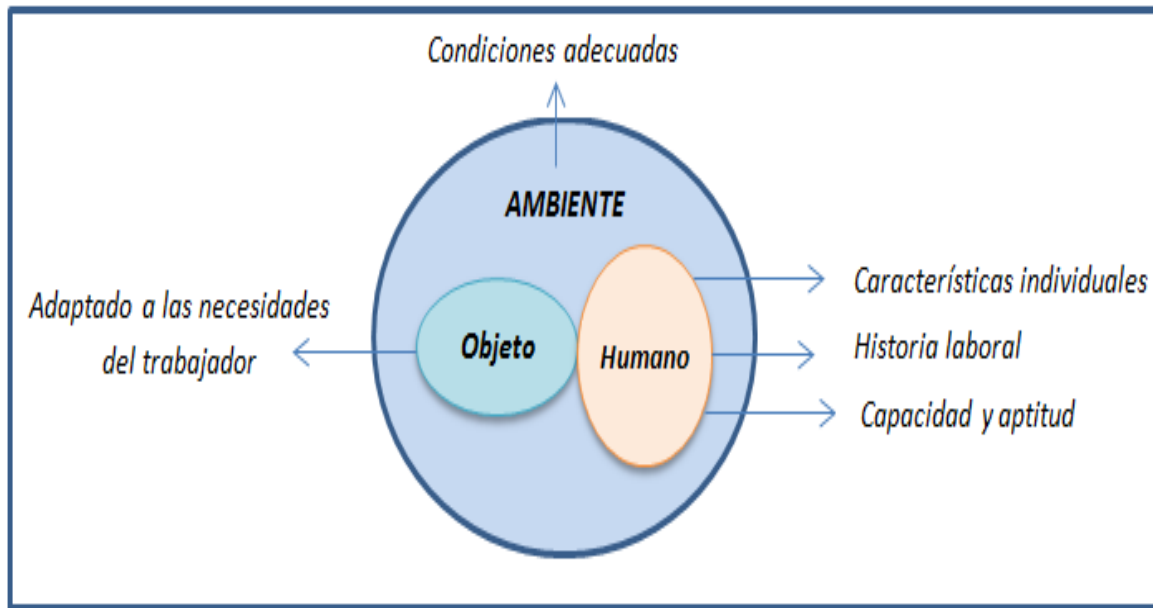 Condiciones adecuadas
AMBIENTE
Adaptado a las necesidades
del trabajador
Objeto
Humano
Características individuales
Historia laboral
Capacidad y aptitud